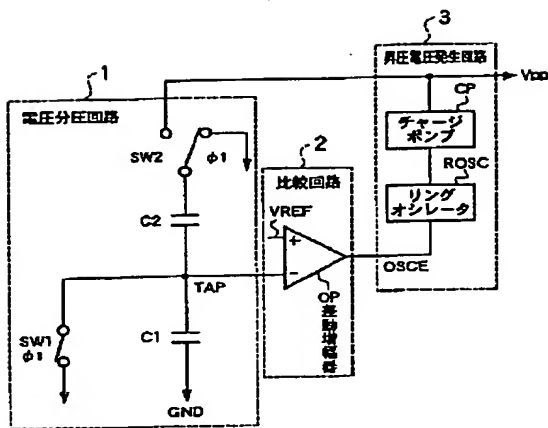 1
電圧分圧回路
SW2
φ1
C2
TAP
SW1
φ1
C1
GND
2
比較回路
VREF
+
−
OP
差動増幅器
OSCE
3
昇圧電圧発生回路
Vpp
CP
チャージ
ポンプ
ROSC
リング
オシレータ